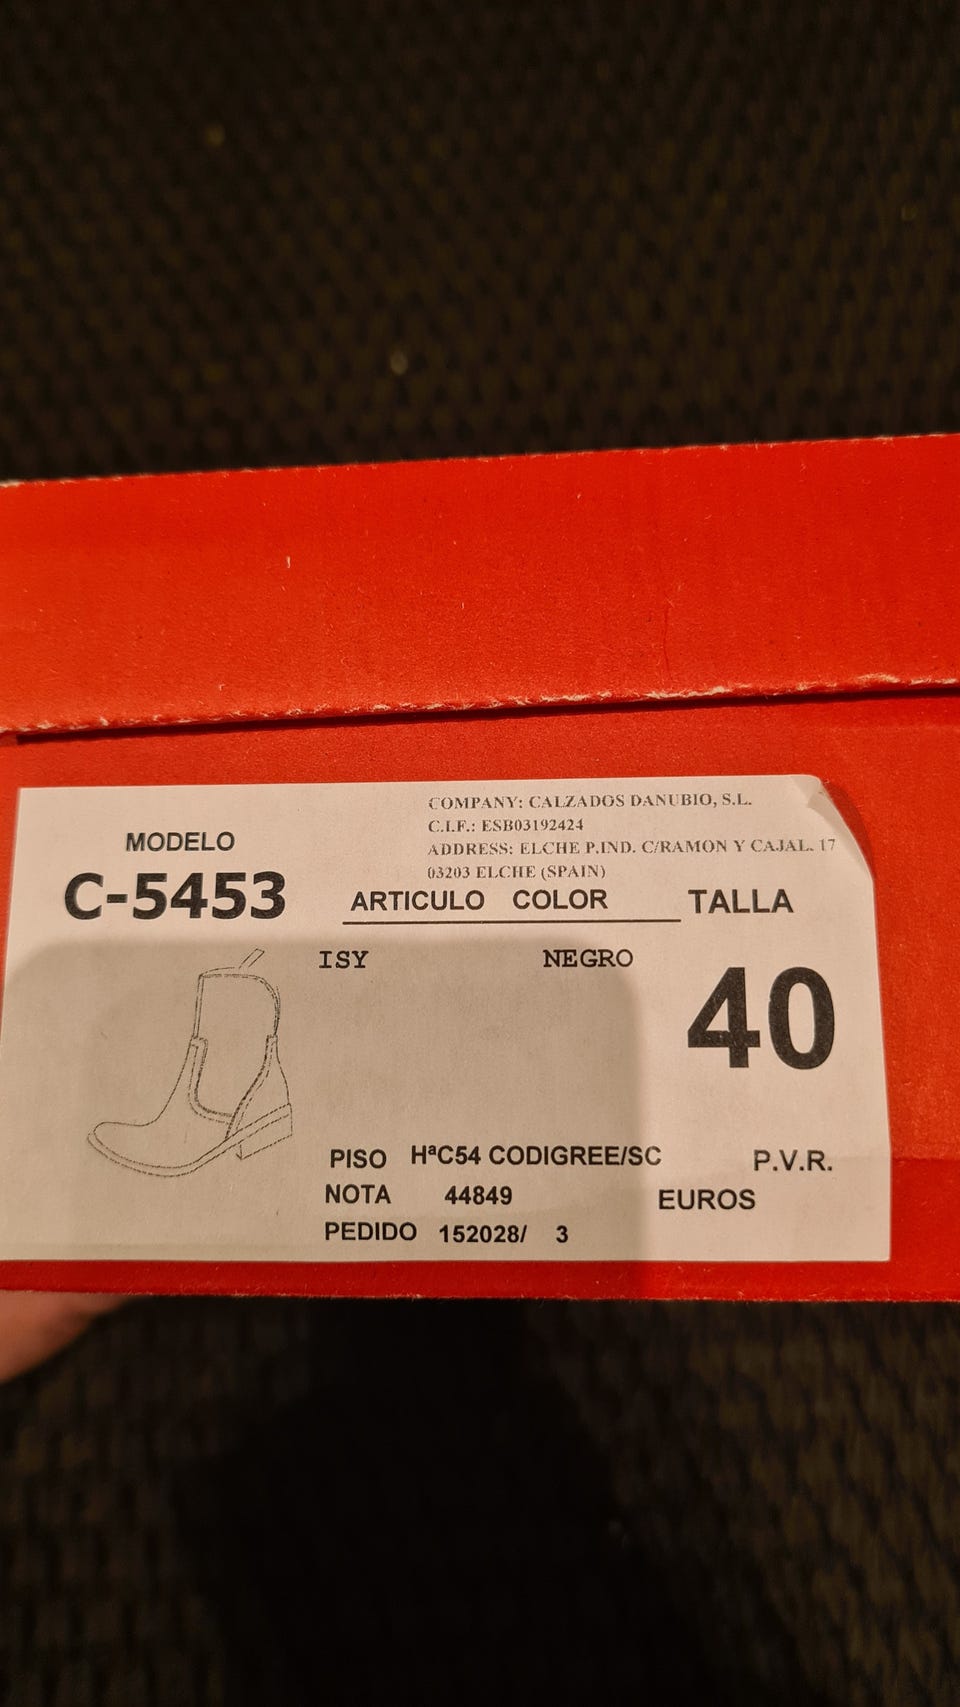 COMPANY: CALZADOS DANUBIO, S.L.
C.I.F.: ESB03192424
ADDRESS: ELCHE P.IND. C/RAMON Y CAJAL. 17
03203 ELCHE (SPAIN)
MODELO
C-5453
ARTICULO COLOR TALLA
ISY NEGRO 40
PISO HªC54 CODIGREE/SC P.V.R.
NOTA 44849 EUROS
PEDIDO 152028/ 3